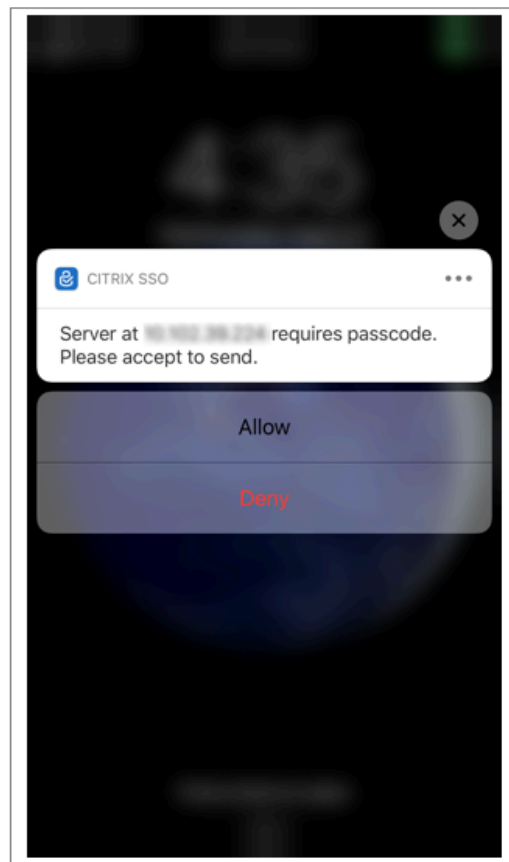 CITRIX SSO
Server at requires passcode.
Please accept to send.
Allow
Deny